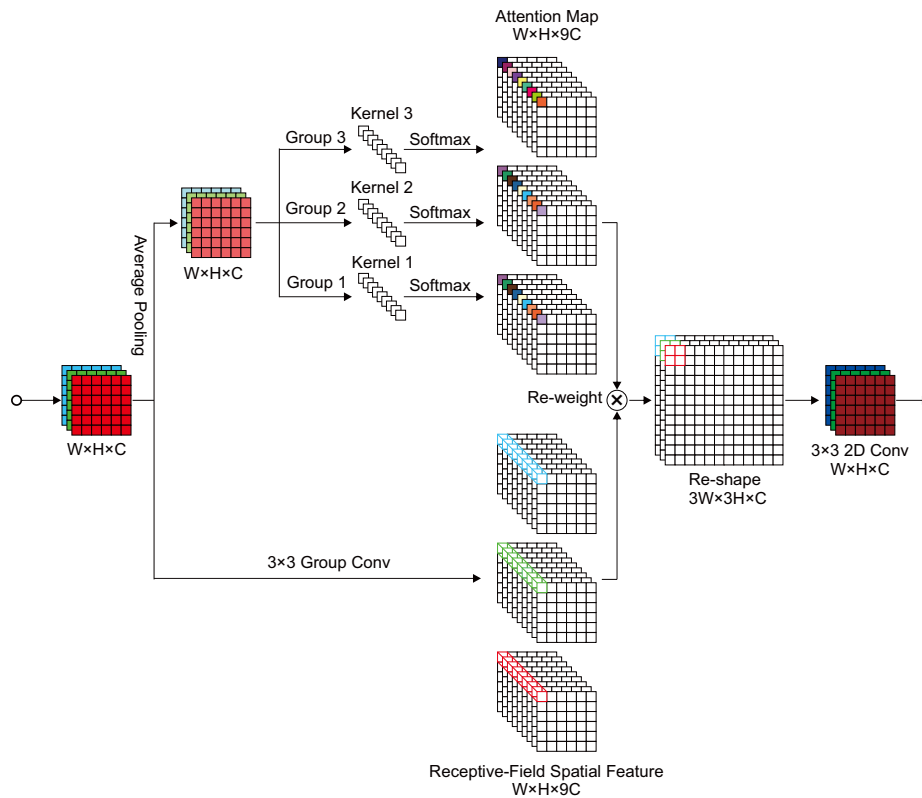 Attention Map
W×H×9C
Kernel 3
Group 3
Softmax
Kernel 2
Group 2
Softmax
W×H×C
Kernel 1
Group 1
Softmax
Average Pooling
W×H×C
Re-weight
3×3 2D Conv
W×H×C
Re-shape
3W×3H×C
3×3 Group Conv
Receptive-Field Spatial Feature
W×H×9C